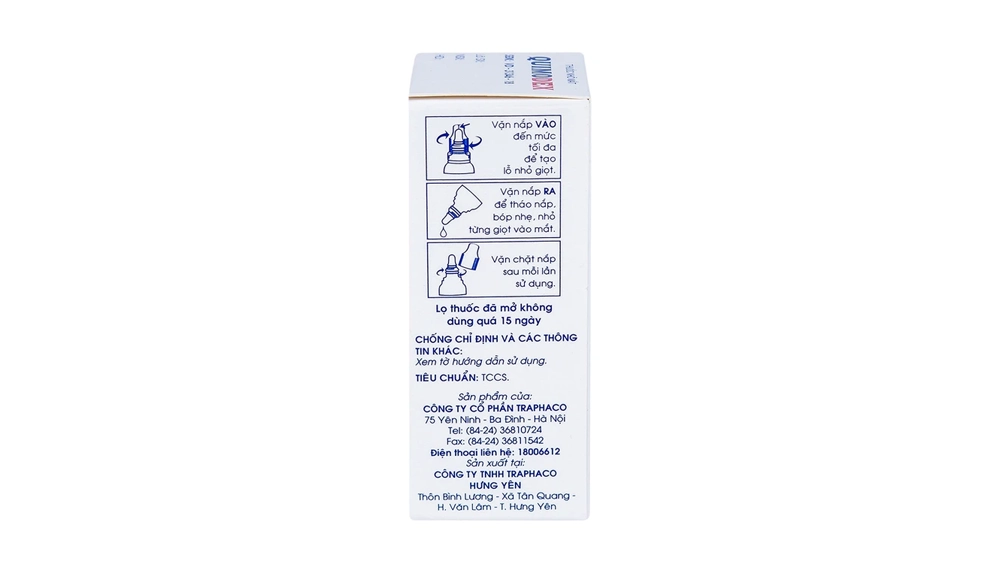 QUIMODEX
Vặn nắp VÀO
đến mức
tối đa
để tạo
lỗ nhỏ giọt.
Vặn nắp RA
để tháo nắp,
bóp nhẹ, nhỏ
từng giọt vào mắt.
Vặn chặt nắp
sau mỗi lần
sử dụng.
Lọ thuốc đã mở không
dùng quá 15 ngày
CHỐNG CHỈ ĐỊNH VÀ CÁC THÔNG
TIN KHÁC:
Xem tờ hướng dẫn sử dụng.
TIÊU CHUẨN: TCCS.
Sản phẩm của:
CÔNG TY CỔ PHẦN TRAPHACO
75 Yên Ninh - Ba Đình - Hà Nội
Tel: (84-24) 36810724
Fax: (84-24) 36811542
Điện thoại liên hệ: 18006612
Sản xuất tại:
CÔNG TY TNHH TRAPHACO
HƯNG YÊN
Thôn Bình Lương - Xã Tân Quang -
H. Văn Lâm - T. Hưng Yên